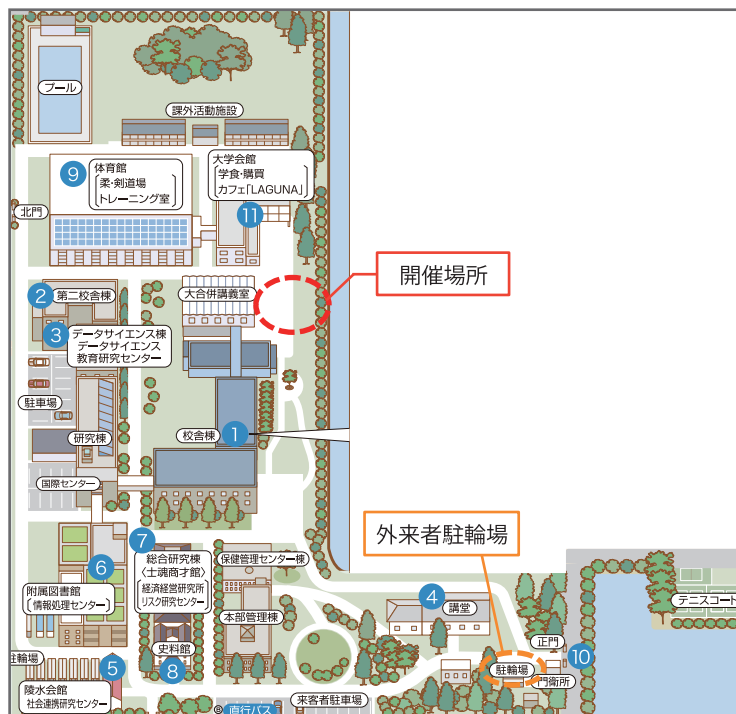 プール
課外活動施設
9
体育館
柔・剣道場
トレーニング室
大学会館
学食・購買
カフェ「LAGUNA」
11
北門
開催場所
2
第二校舎棟
大合併講義室
3
データサイエンス棟
データサイエンス
教育研究センター
駐車場
研究棟
校舎棟
1
国際センター
外来者駐輪場
7
総合研究棟
〈士魂商才館〉
経済経営研究所
リスク研究センター
保健管理センター棟
6
附属図書館
情報処理センター
4
講堂
テニスコート
本部管理棟
正門
10
史料館
8
駐輪場
門衛所
駐輪場
5
陵水会館
社会連携研究センター
来客者駐車場
直行バス